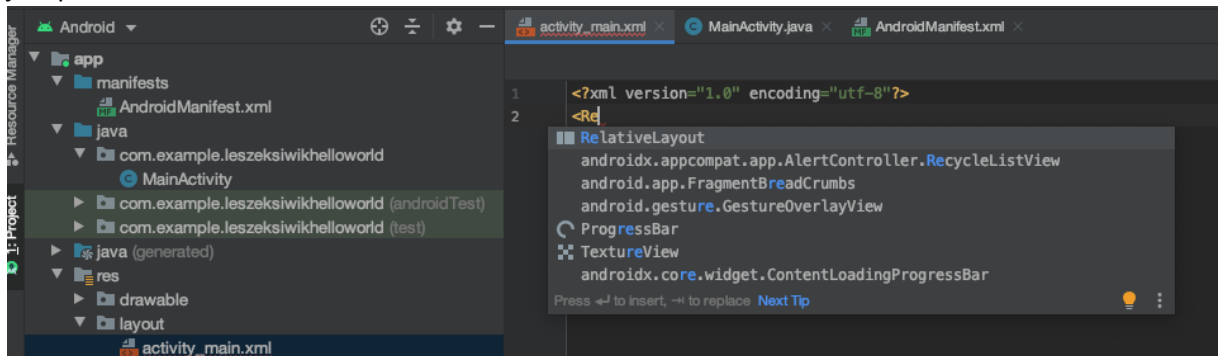 Android
app
manifests
AndroidManifest.xml
java
com.example.leszeksiwikhelloworld
MainActivity
com.example.leszeksiwikhelloworld (androidTest)
com.example.leszeksiwikhelloworld (test)
java (generated)
res
drawable
layout
activity_main.xml
Resource Manager
1: Project
activity_main.xml
MainActivity.java
AndroidManifest.xml
1 <?xml version="1.0" encoding="utf-8"?>
2 <Re
RelativeLayout
androidx.appcompat.app.AlertController.RecycleListView
android.app.FragmentBreadCrumbs
android.gesture.GestureOverlayView
ProgressBar
TextureView
androidx.core.widget.ContentLoadingProgressBar
Press ↵ to insert, ⇥ to replace Next Tip